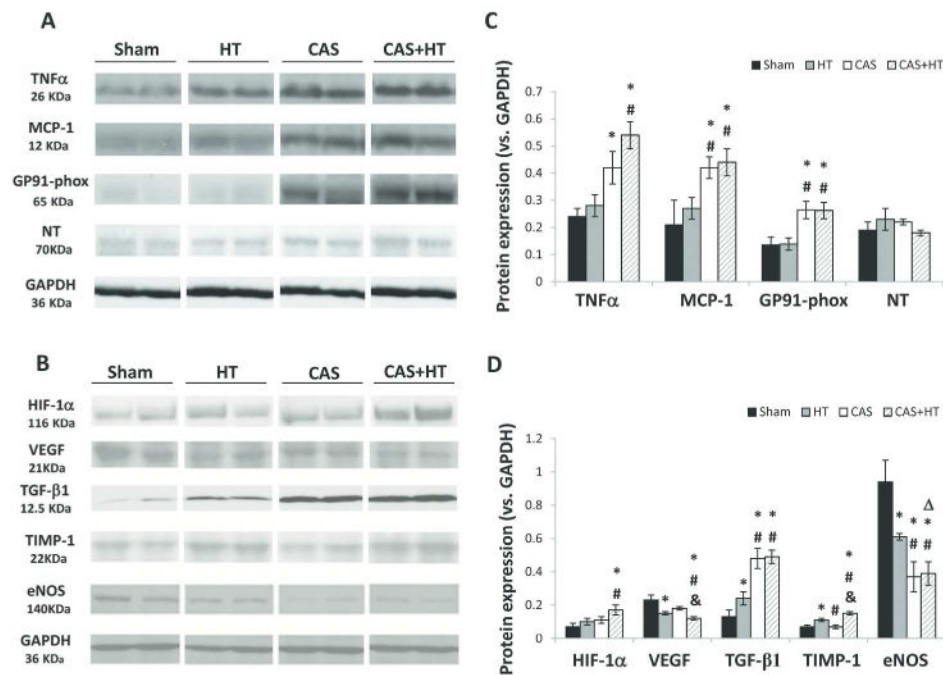 A
Sham HT CAS CAS+HT
TNFα
26 KDa
MCP-1
12 KDa
GP91-phox
65 KDa
NT
70KDa
GAPDH
36 KDa
B
Sham HT CAS CAS+HT
HIF-1α
116 KDa
VEGF
21KDa
TGF-β1
12.5 KDa
TIMP-1
22KDa
eNOS
140KDa
GAPDH
36 KDa
C
Sham HT CAS CAS+HT
Protein expression (vs. GAPDH)
0.7
0.6
0.5
0.4
0.3
0.2
0.1
0
* * # * # * # * # * #
TNFα MCP-1 GP91-phox NT
D
Sham HT CAS CAS+HT
Protein expression (vs. GAPDH)
1.2
1
0.8
0.6
0.4
0.2
0
* # * * # & * * # * # * # * # & * * # Δ * #
HIF-1α VEGF TGF-β1 TIMP-1 eNOS